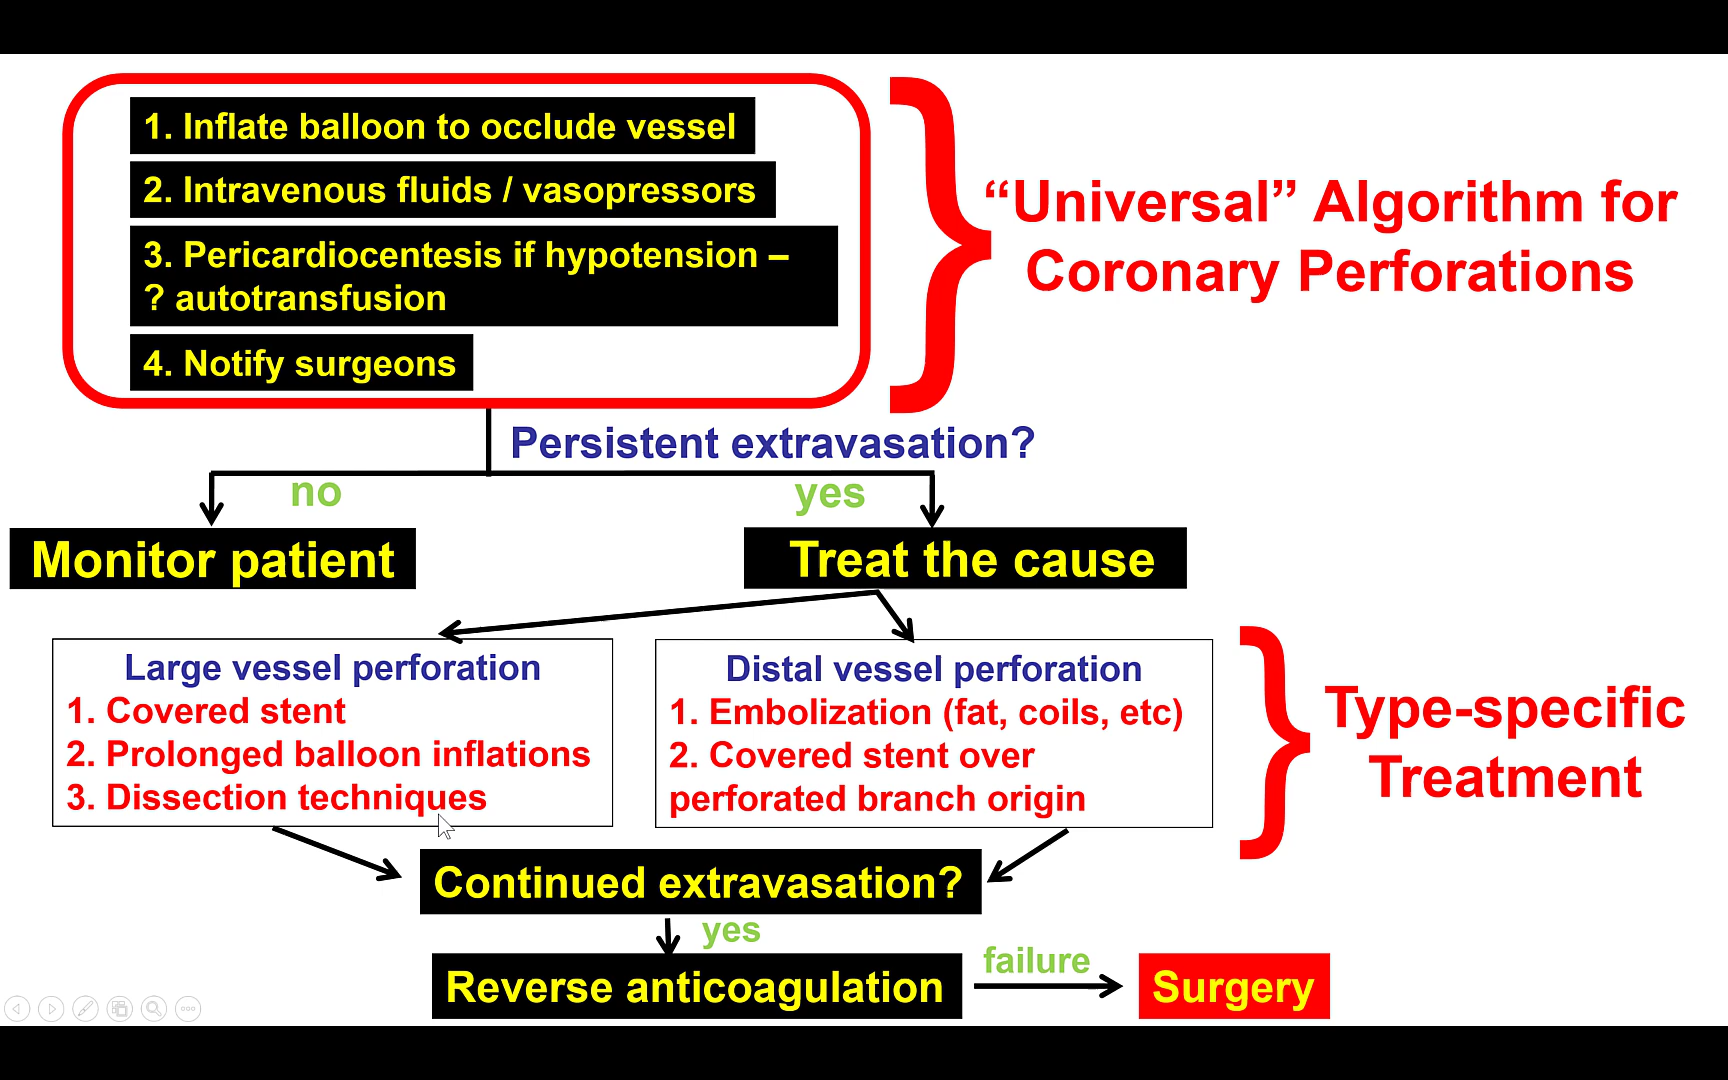 1. Inflate balloon to occlude vessel
2. Intravenous fluids / vasopressors
3. Pericardiocentesis if hypotension –
? autotransfusion
4. Notify surgeons
“Universal” Algorithm for
Coronary Perforations
Persistent extravasation?
no
yes
Monitor patient
Treat the cause
Large vessel perforation
1. Covered stent
2. Prolonged balloon inflations
3. Dissection techniques
Distal vessel perforation
1. Embolization (fat, coils, etc)
2. Covered stent over
perforated branch origin
Type-specific
Treatment
Continued extravasation?
yes
Reverse anticoagulation
failure
Surgery